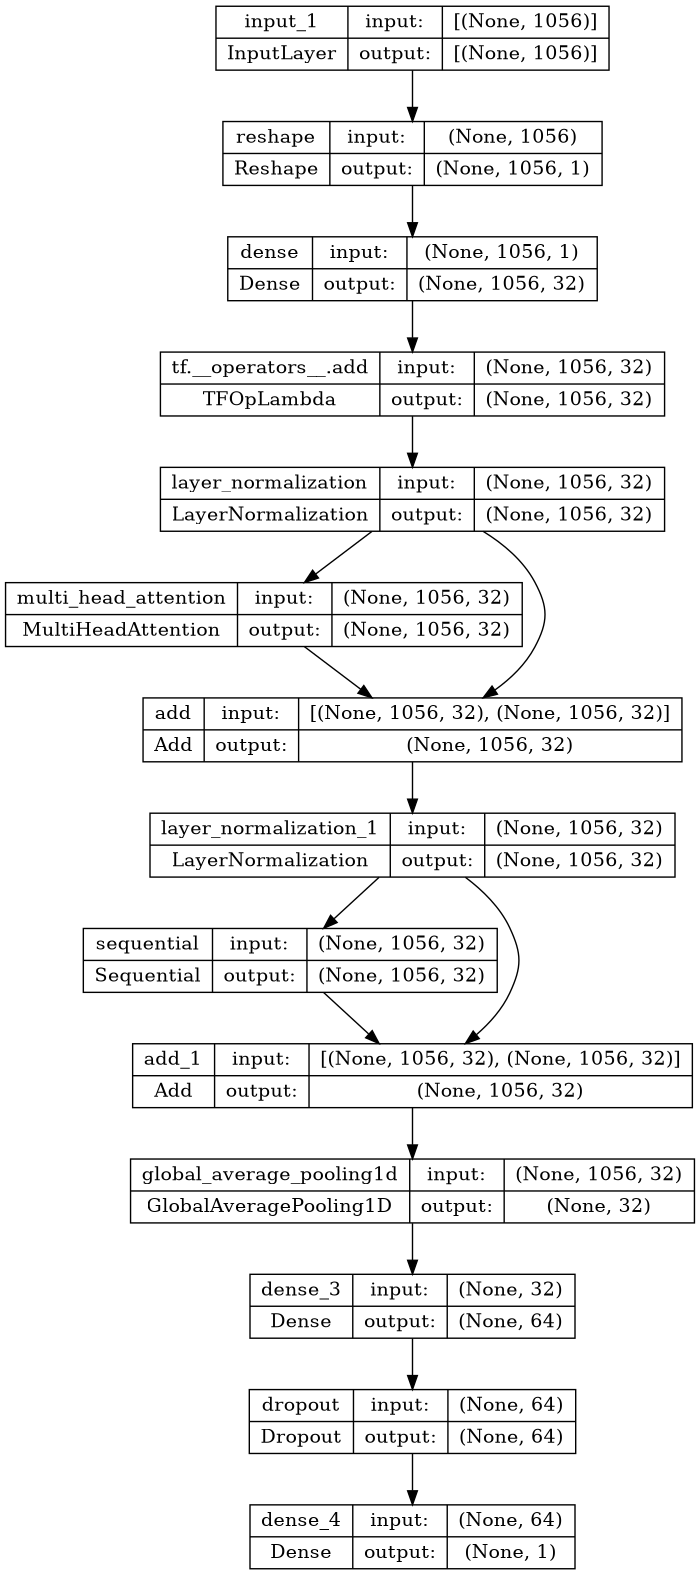 input_1 input: [(None, 1056)]
InputLayer output: [(None, 1056)]
reshape input: (None, 1056)
Reshape output: (None, 1056, 1)
dense input: (None, 1056, 1)
Dense output: (None, 1056, 32)
tf.__operators__.add input: (None, 1056, 32)
TFOpLambda output: (None, 1056, 32)
layer_normalization input: (None, 1056, 32)
LayerNormalization output: (None, 1056, 32)
multi_head_attention input: (None, 1056, 32)
MultiHeadAttention output: (None, 1056, 32)
add input: [(None, 1056, 32), (None, 1056, 32)]
Add output: (None, 1056, 32)
layer_normalization_1 input: (None, 1056, 32)
LayerNormalization output: (None, 1056, 32)
sequential input: (None, 1056, 32)
Sequential output: (None, 1056, 32)
add_1 input: [(None, 1056, 32), (None, 1056, 32)]
Add output: (None, 1056, 32)
global_average_pooling1d input: (None, 1056, 32)
GlobalAveragePooling1D output: (None, 32)
dense_3 input: (None, 32)
Dense output: (None, 64)
dropout input: (None, 64)
Dropout output: (None, 64)
dense_4 input: (None, 64)
Dense output: (None, 1)